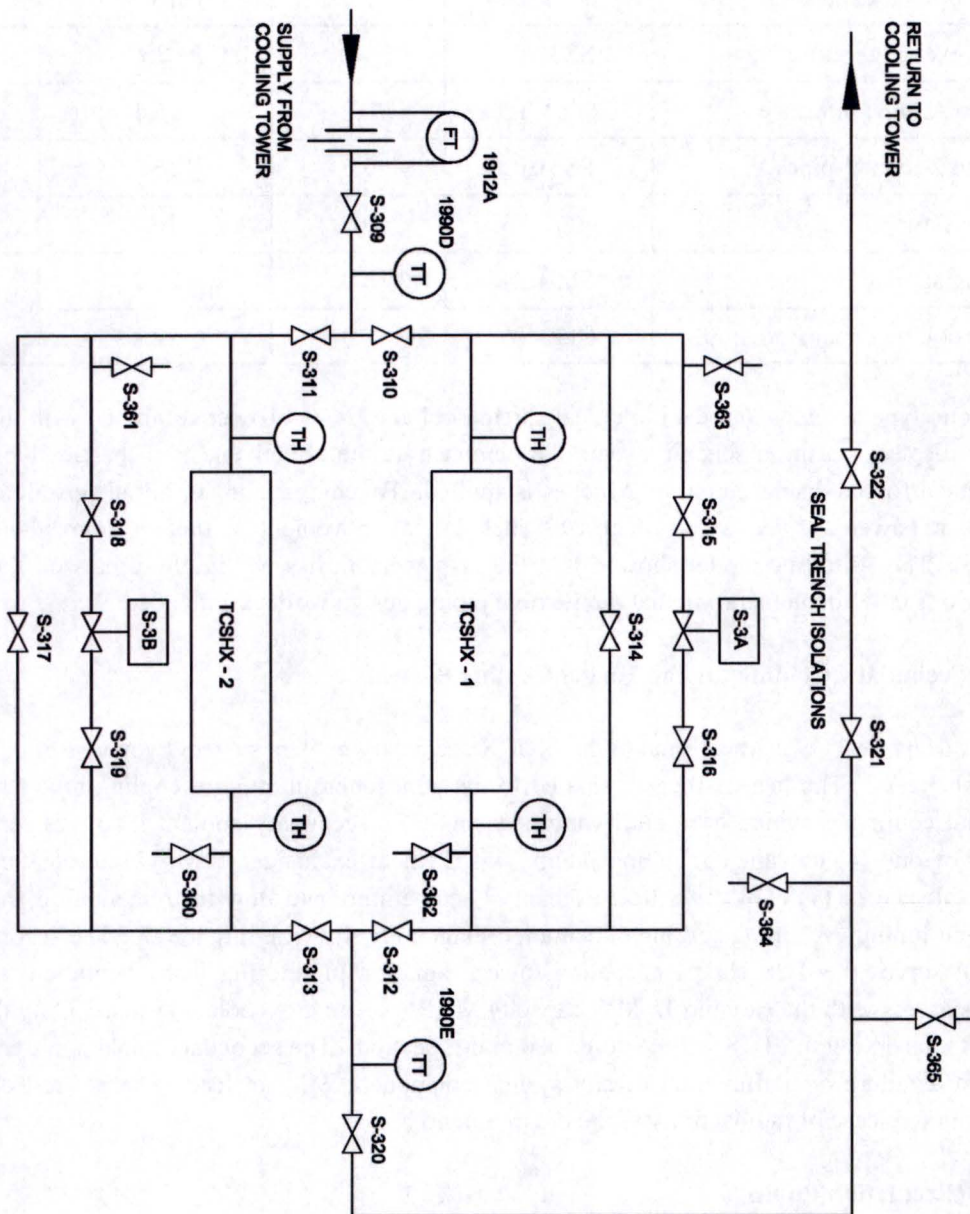 RETURN TO
COOLING TOWER
S-322
SEAL TRENCH ISOLATIONS
S-321
S-364
S-365
S-363
S-315
S-3A
S-316
S-314
TH
TCSHX - 1
TH
S-362
SUPPLY FROM
COOLING TOWER
FT
1912A
S-309
1990D
TT
S-310
S-311
S-312
S-313
1990E
TT
S-320
TH
TCSHX - 2
TH
S-360
S-361
S-318
S-3B
S-319
S-317